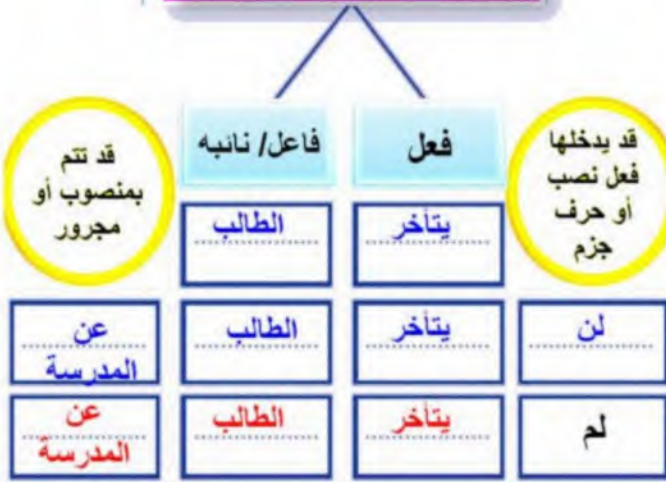 قد يدخلها
فعل نصب
أو حرف
جزم
فعل
فاعل/ نائبه
قد تتم
بمنصوب أو
مجرور
يتأخر
الطالب
لن
يتأخر
الطالب
عن
المدرسة
لم
يتأخر
الطالب
عن
المدرسة